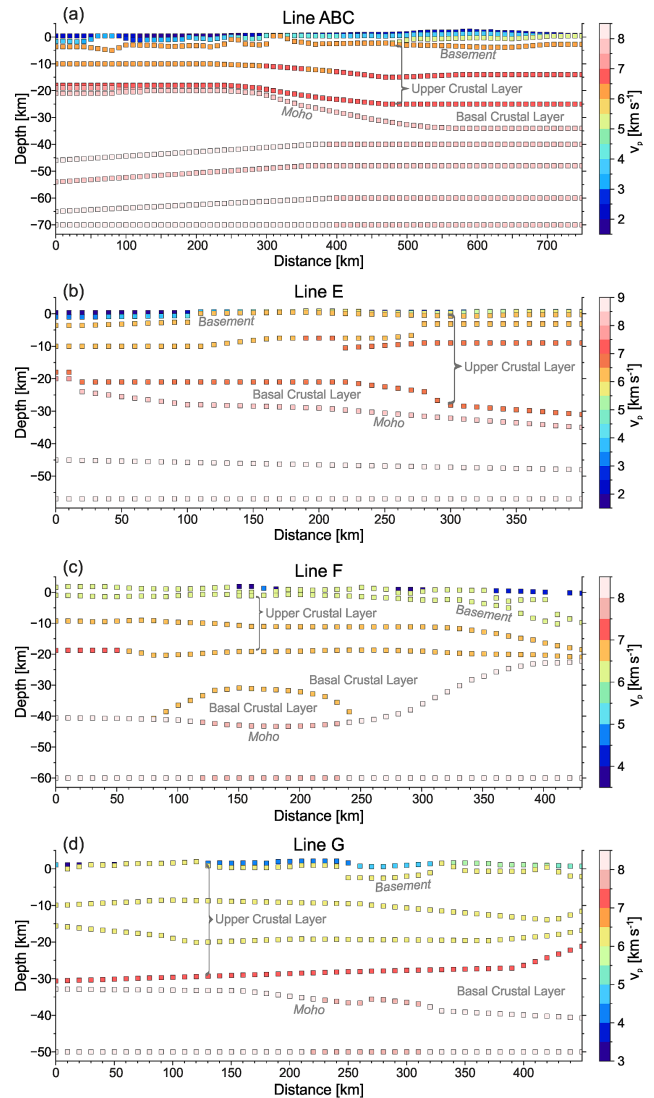 (a)
Line ABC
0
−10
−20
−30
−40
−50
−60
−70
Depth [km]
Basement
Upper Crustal Layer
Moho
Basal Crustal Layer
0 100 200 300 400 500 600 700
Distance [km]
8
7
6
5
4
3
2
vp [km s⁻¹]
(b)
Line E
0
−10
−20
−30
−40
−50
Depth [km]
Basement
Upper Crustal Layer
Basal Crustal Layer
Moho
0 50 100 150 200 250 300 350
Distance [km]
9
8
7
6
5
4
3
2
vp [km s⁻¹]
(c)
Line F
0
−10
−20
−30
−40
−50
−60
Depth [km]
Basement
Upper Crustal Layer
Basal Crustal Layer
Basal Crustal Layer
Moho
0 50 100 150 200 250 300 350 400
Distance [km]
8
7
6
5
4
vp [km s⁻¹]
(d)
Line G
0
−10
−20
−30
−40
−50
Depth [km]
Basement
Upper Crustal Layer
Basal Crustal Layer
Moho
0 50 100 150 200 250 300 350 400
Distance [km]
8
7
6
5
4
3
vp [km s⁻¹]